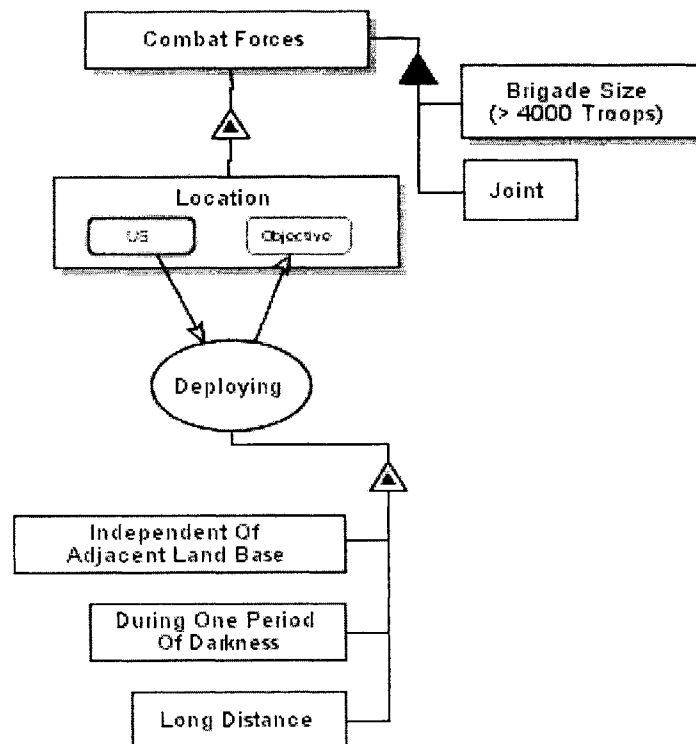 Combat Forces
Brigade Size
(> 4000 Troops)
Joint
Location
US
Objective
Deploying
Independent Of
Adjacent Land Base
During One Period
Of Darkness
Long Distance